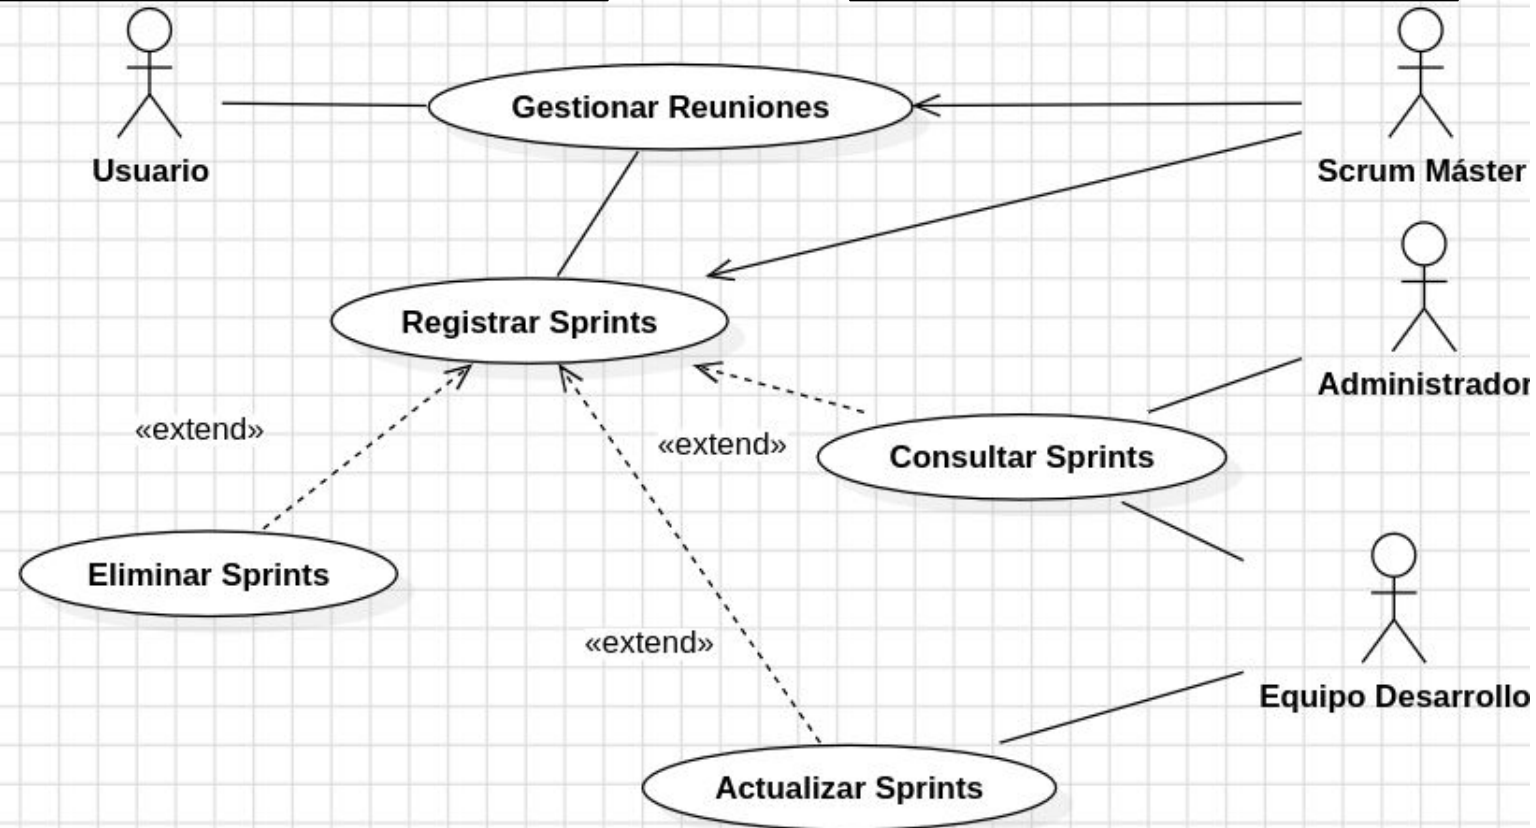 Gestionar Reuniones
Usuario
Scrum Máster
Registrar Sprints
Administrador
«extend»
«extend»
Consultar Sprints
Eliminar Sprints
«extend»
Equipo Desarrollo
Actualizar Sprints